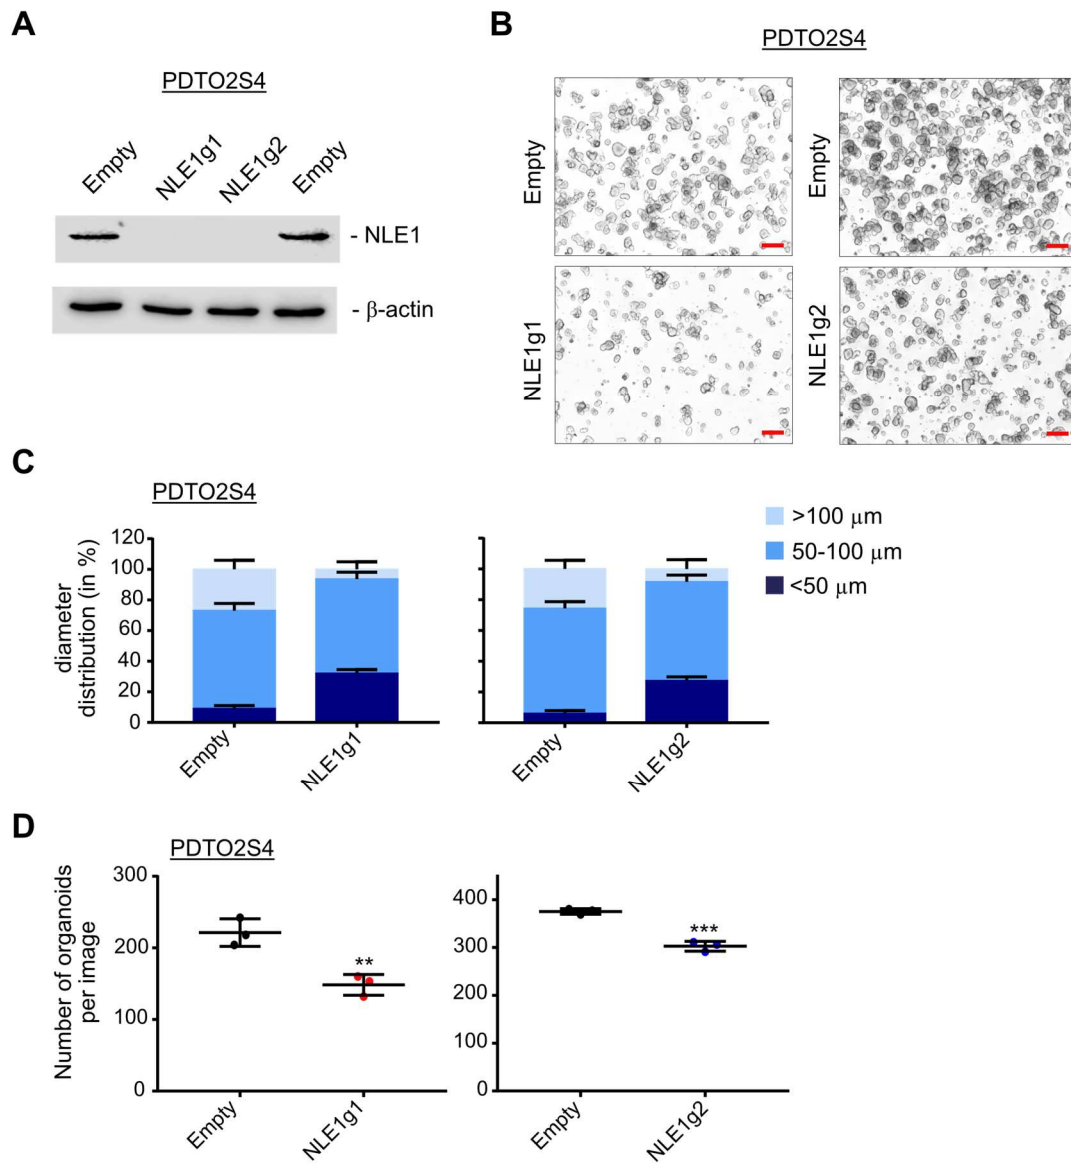 A
PDTO2S4
Empty
NLE1g1
NLE1g2
Empty
- NLE1
- β-actin
B
PDTO2S4
Empty
Empty
NLE1g1
NLE1g2
C
PDTO2S4
diameter
distribution (in %)
120
100
80
60
40
20
0
Empty
NLE1g1
Empty
NLE1g2
>100 μm
50-100 μm
<50 μm
D
PDTO2S4
Number of organoids
per image
300
200
100
0
**
Empty
NLE1g1
400
300
200
100
0
***
Empty
NLE1g2